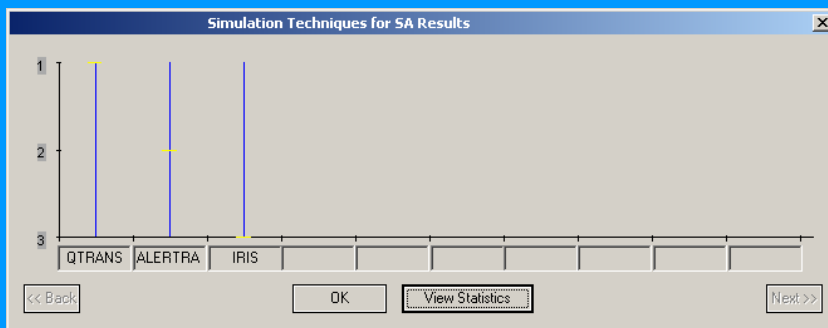 Simulation Techniques for SA Results
1
2
3
QTRANS ALERTRA IRIS
<< Back OK View Statistics Next >>